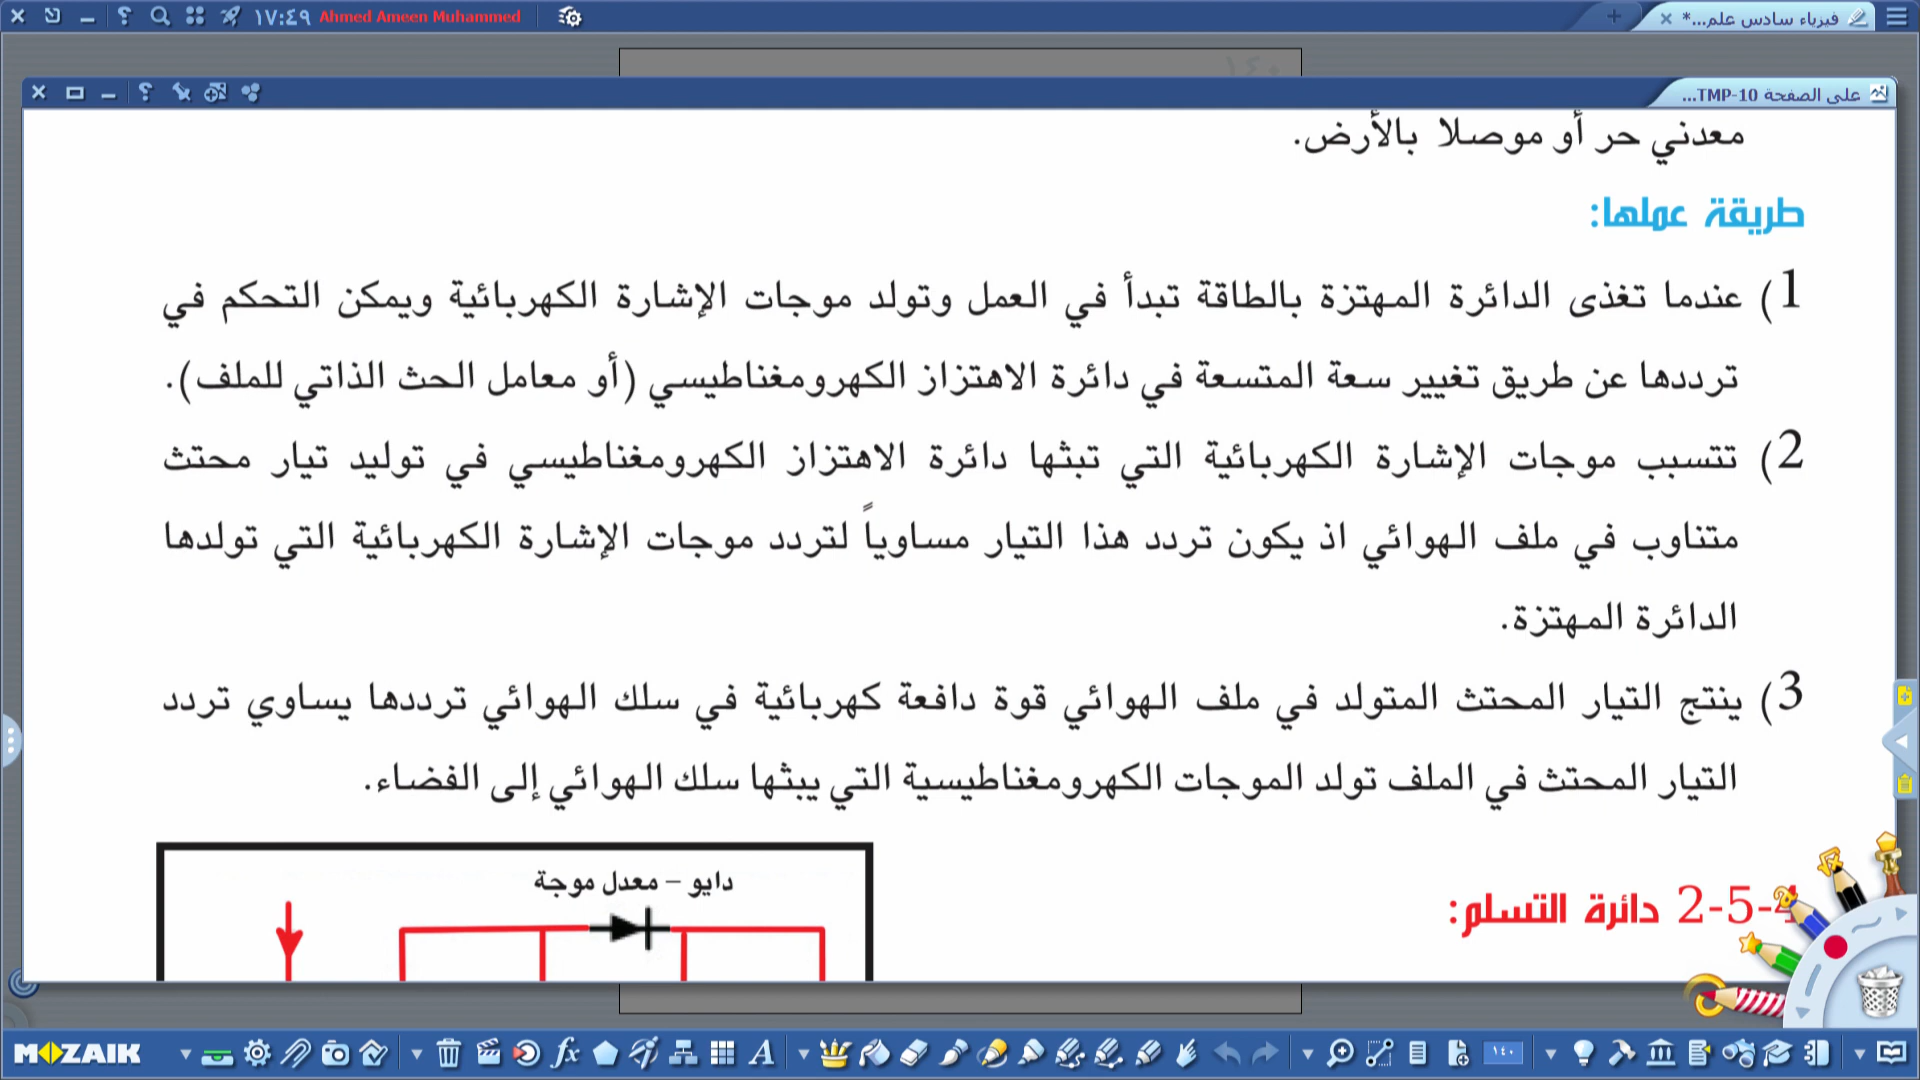 ١٧:٤٩ Ahmed Ameen Muhammed
فيزياء سادس علم...*
١٤٠
على الصفحة TMP-10...
معدني حر أو موصلا بالأرض.
طريقة عملها:
1) عندما تغذى الدائرة المهتزة بالطاقة تبدأ في العمل وتولد موجات الإشارة الكهربائية ويمكن التحكم في
ترددها عن طريق تغيير سعة المتسعة في دائرة الاهتزاز الكهرومغناطيسي (أو معامل الحث الذاتي للملف).
2) تتسبب موجات الإشارة الكهربائية التي تبثها دائرة الاهتزاز الكهرومغناطيسي في توليد تيار محتث
متناوب في ملف الهوائي اذ يكون تردد هذا التيار مساوياً لتردد موجات الإشارة الكهربائية التي تولدها
الدائرة المهتزة.
3) ينتج التيار المحتث المتولد في ملف الهوائي قوة دافعة كهربائية في سلك الهوائي ترددها يساوي تردد
التيار المحتث في الملف تولد الموجات الكهرومغناطيسية التي يبثها سلك الهوائي إلى الفضاء.
دايو – معدل موجة
2-5-4 دائرة التسلم:
MOZAIK
١٤٠